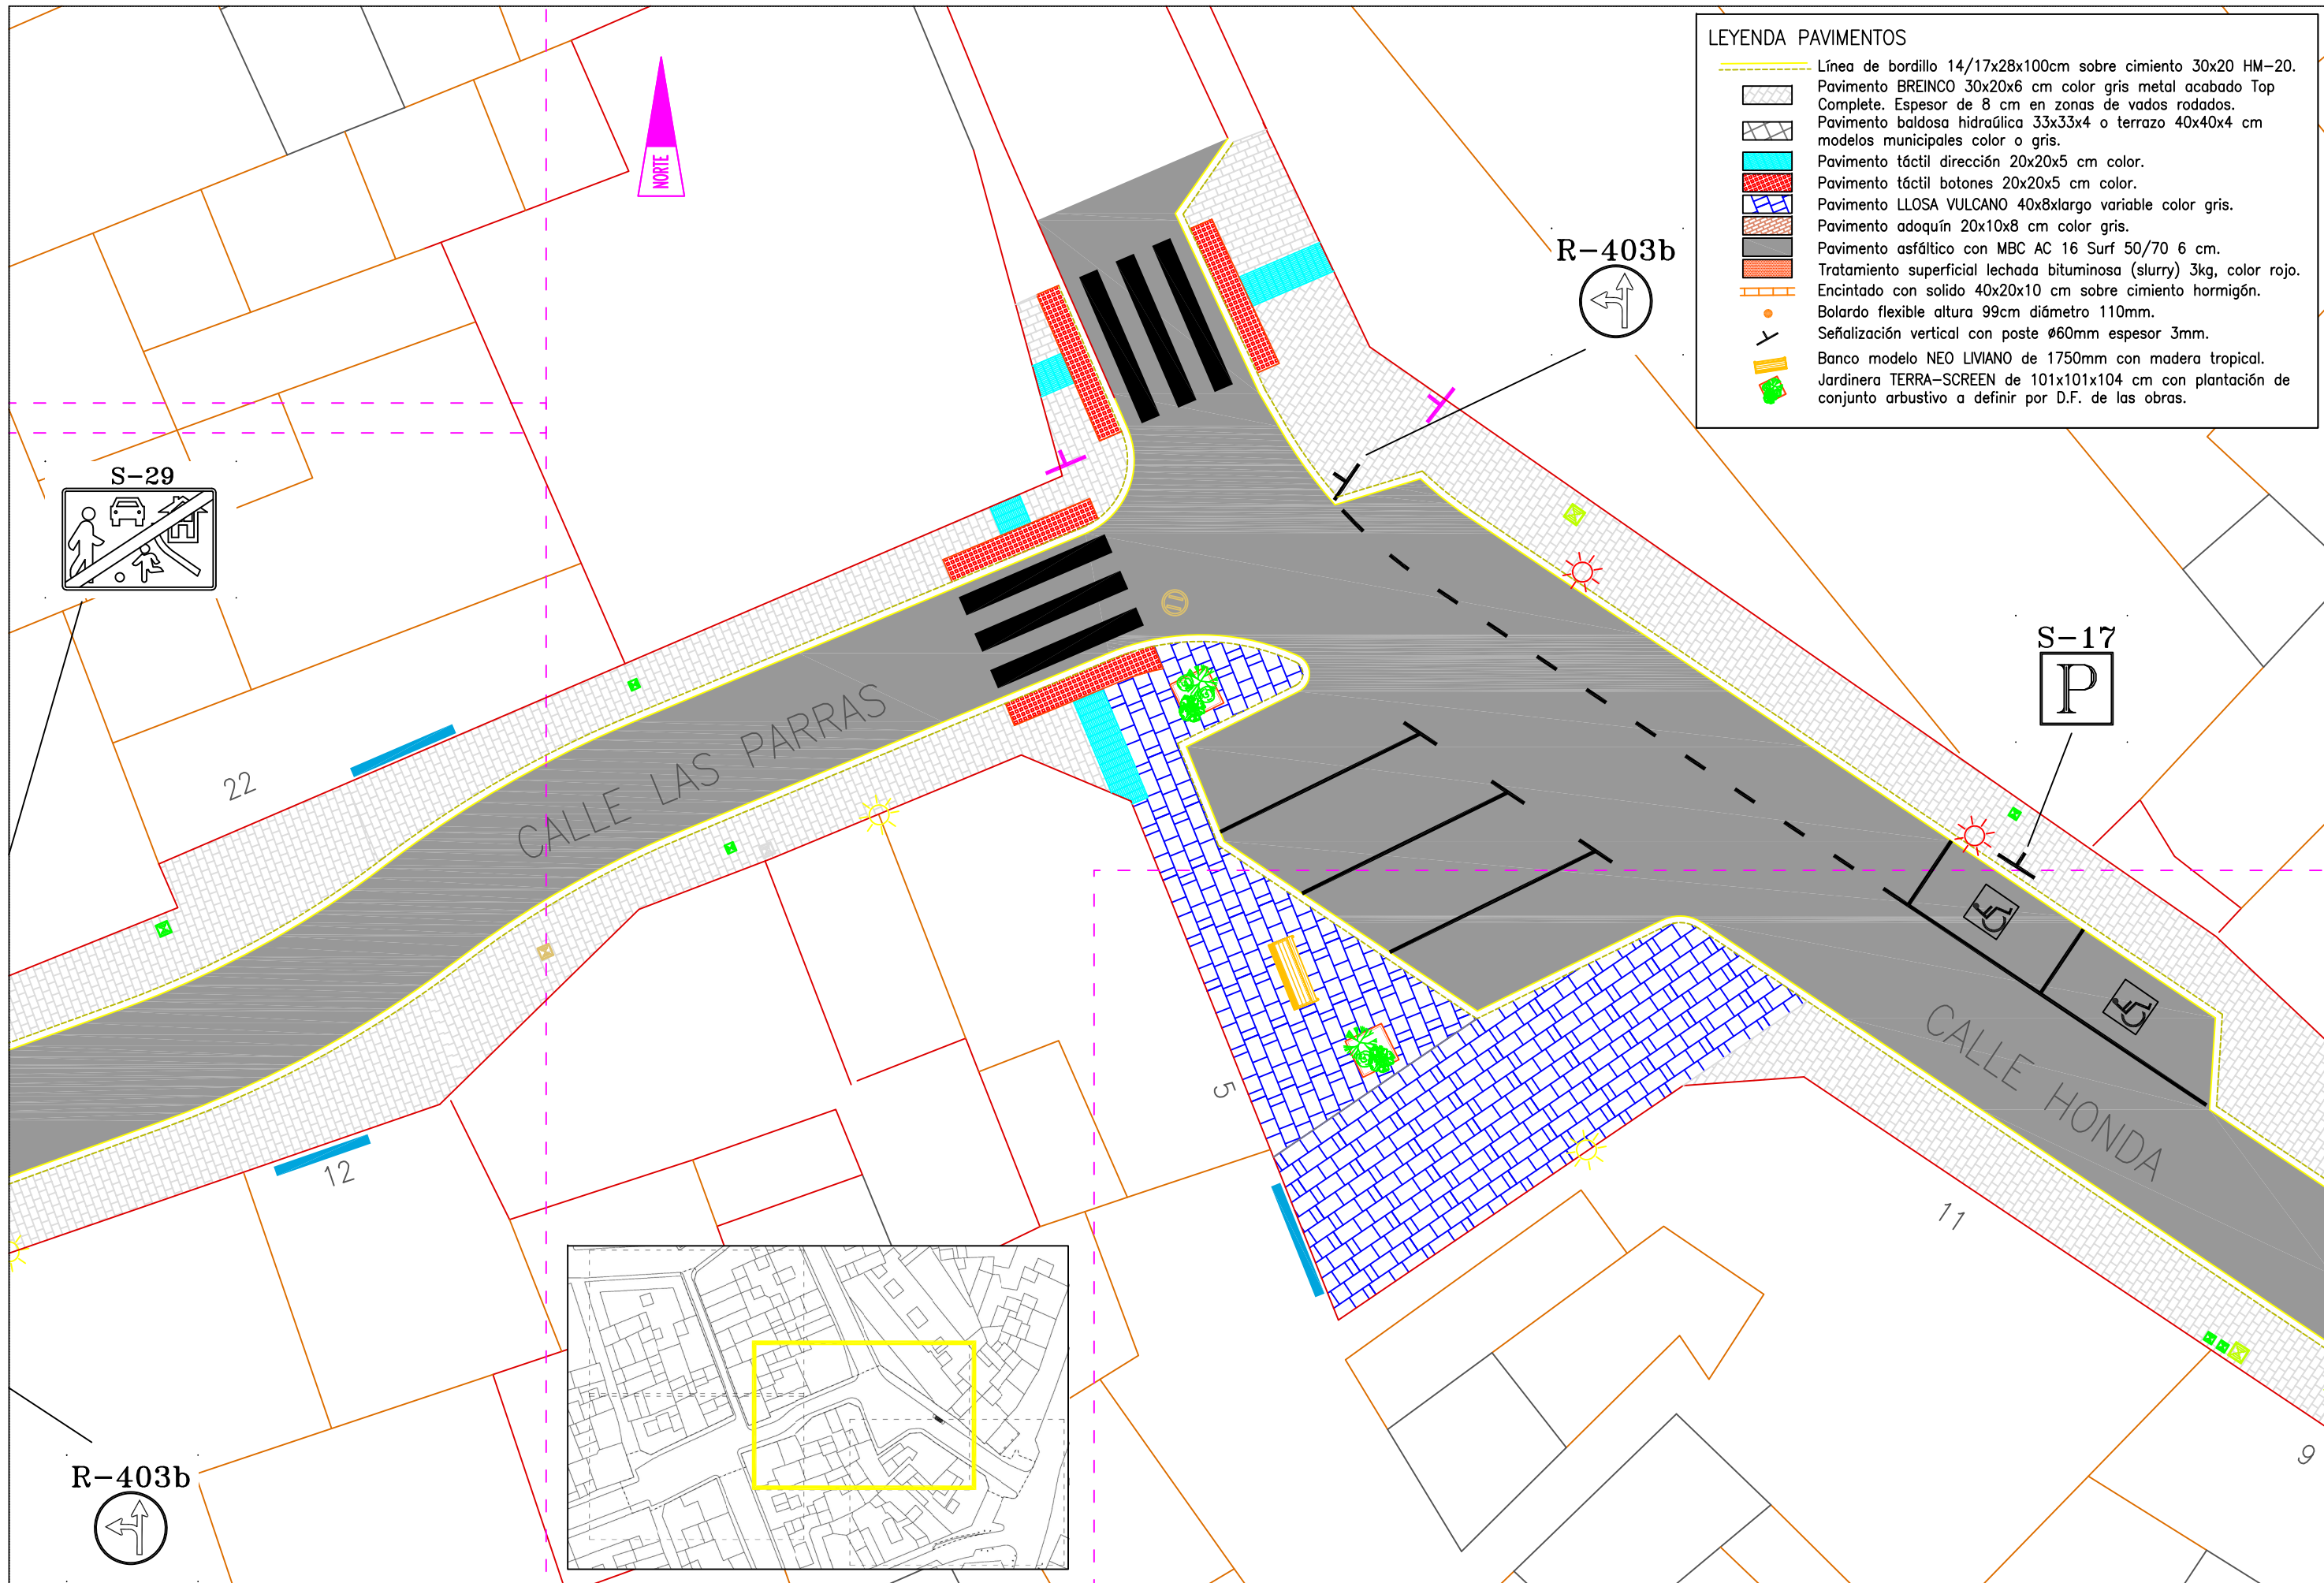 LEYENDA PAVIMENTOS
Línea de bordillo 14/17x28x100cm sobre cimiento 30x20 HM-20.
Pavimento BREINCO 30x20x6 cm color gris metal acabado Top
Complete. Espesor de 8 cm en zonas de vados rodados.
Pavimento baldosa hidraúlica 33x33x4 o terrazo 40x40x4 cm
modelos municipales color o gris.
Pavimento táctil dirección 20x20x5 cm color.
Pavimento táctil botones 20x20x5 cm color.
Pavimento LLOSA VULCANO 40x8xlargo variable color gris.
Pavimento adoquín 20x10x8 cm color gris.
Pavimento asfáltico con MBC AC 16 Surf 50/70 6 cm.
Tratamiento superficial lechada bituminosa (slurry) 3kg, color rojo.
Encintado con solido 40x20x10 cm sobre cimiento hormigón.
Bolardo flexible altura 99cm diámetro 110mm.
Señalización vertical con poste Ø60mm espesor 3mm.
Banco modelo NEO LIVIANO de 1750mm con madera tropical.
Jardinera TERRA-SCREEN de 101x101x104 cm con plantación de
conjunto arbustivo a definir por D.F. de las obras.
NORTE
R-403b
S-29
S-17
P
CALLE LAS PARRAS
22
12
5
CALLE HONDA
11
9
R-403b